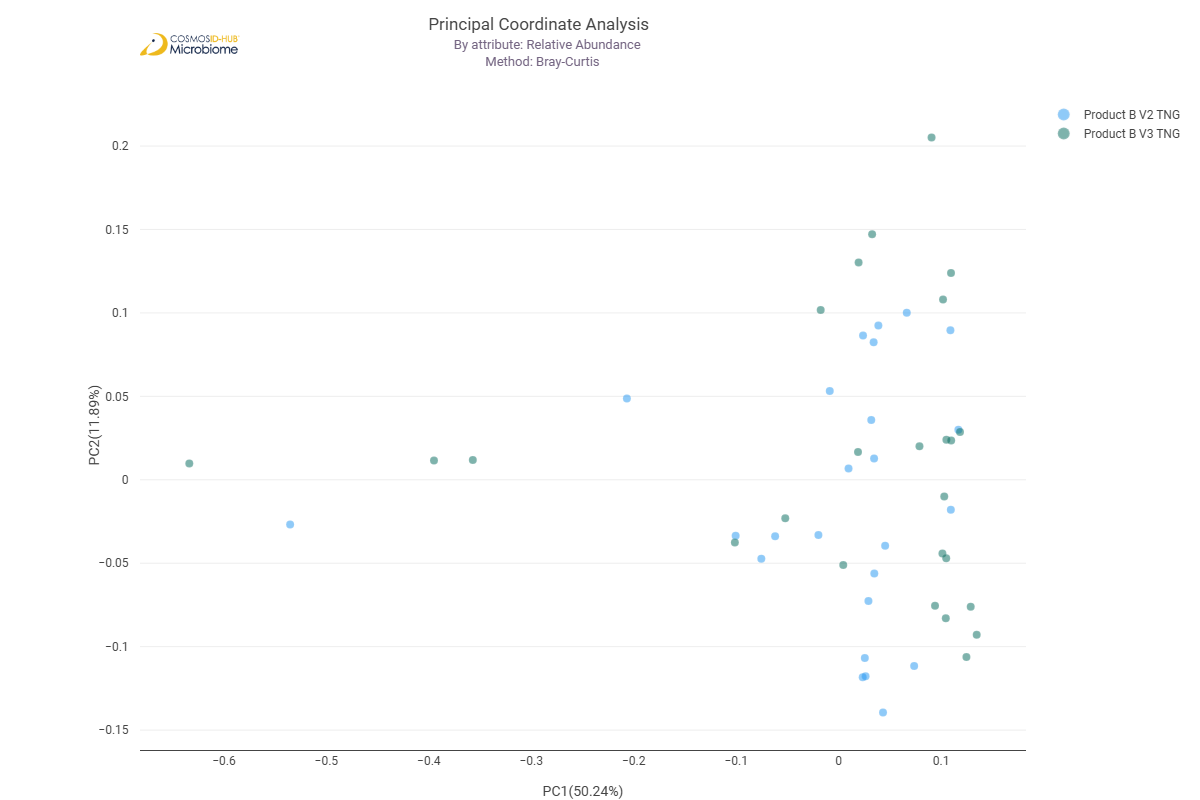 Principal Coordinate Analysis
By attribute: Relative Abundance
Method: Bray-Curtis
COSMOSID-HUB
Microbiome
Product B V2 TNG
Product B V3 TNG
0.2
0.15
0.1
0.05
0
−0.05
−0.1
−0.15
PC2(11.89%)
−0.6
−0.5
−0.4
−0.3
−0.2
−0.1
0
0.1
PC1(50.24%)